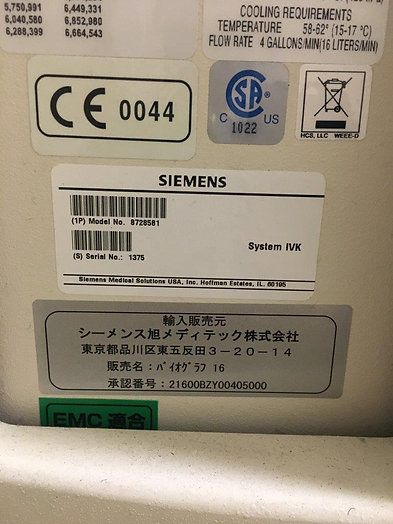 5,750,991 6,449,331
6,040,580 6,852,980
6,288,399 6,664,543
COOLING REQUIREMENTS
TEMPERATURE 58-62° (15-17 °C)
FLOW RATE 4 GALLONS/MIN(16 LITERS/MIN)
CE 0044
SA
C US
1022
HCS, LLC WEEE-D
SIEMENS
(1P) Model No. 8728581
System IVK
(S) Serial No.: 1375
Siemens Medical Solutions USA, Inc. Hoffman Estates, IL. 60195
輸入販売元
シーメンス旭メディテック株式会社
東京都品川区東五反田3-20-14
販売名：バイオグラフ 16
承認番号：21600BZY00405000
EMC 適合